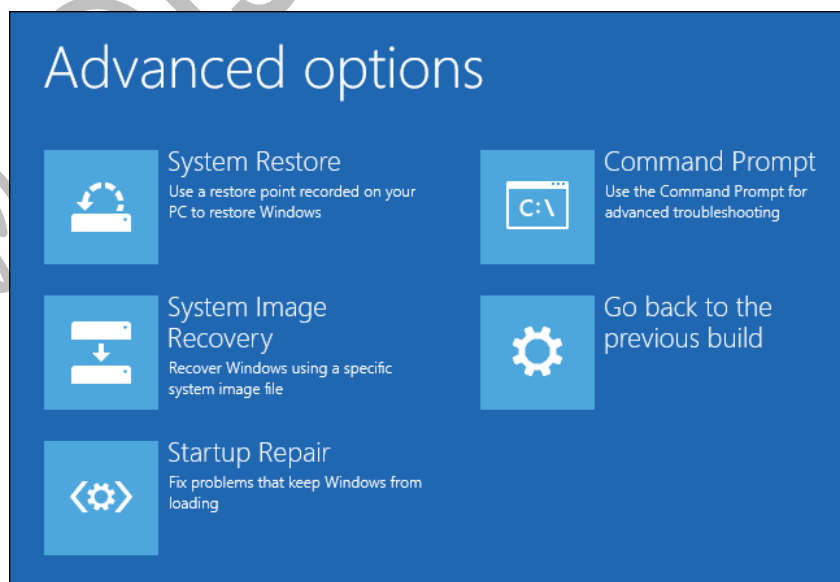 Advanced options
System Restore
Use a restore point recorded on your
PC to restore Windows
System Image
Recovery
Recover Windows using a specific
system image file
Startup Repair
Fix problems that keep Windows from
loading
C:\
Command Prompt
Use the Command Prompt for
advanced troubleshooting
Go back to the
previous build